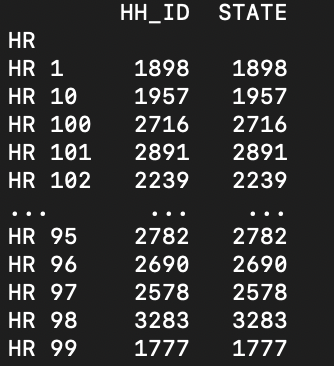 HH_ID STATE
HR
HR 1 1898 1898
HR 10 1957 1957
HR 100 2716 2716
HR 101 2891 2891
HR 102 2239 2239
... ... ...
HR 95 2782 2782
HR 96 2690 2690
HR 97 2578 2578
HR 98 3283 3283
HR 99 1777 1777